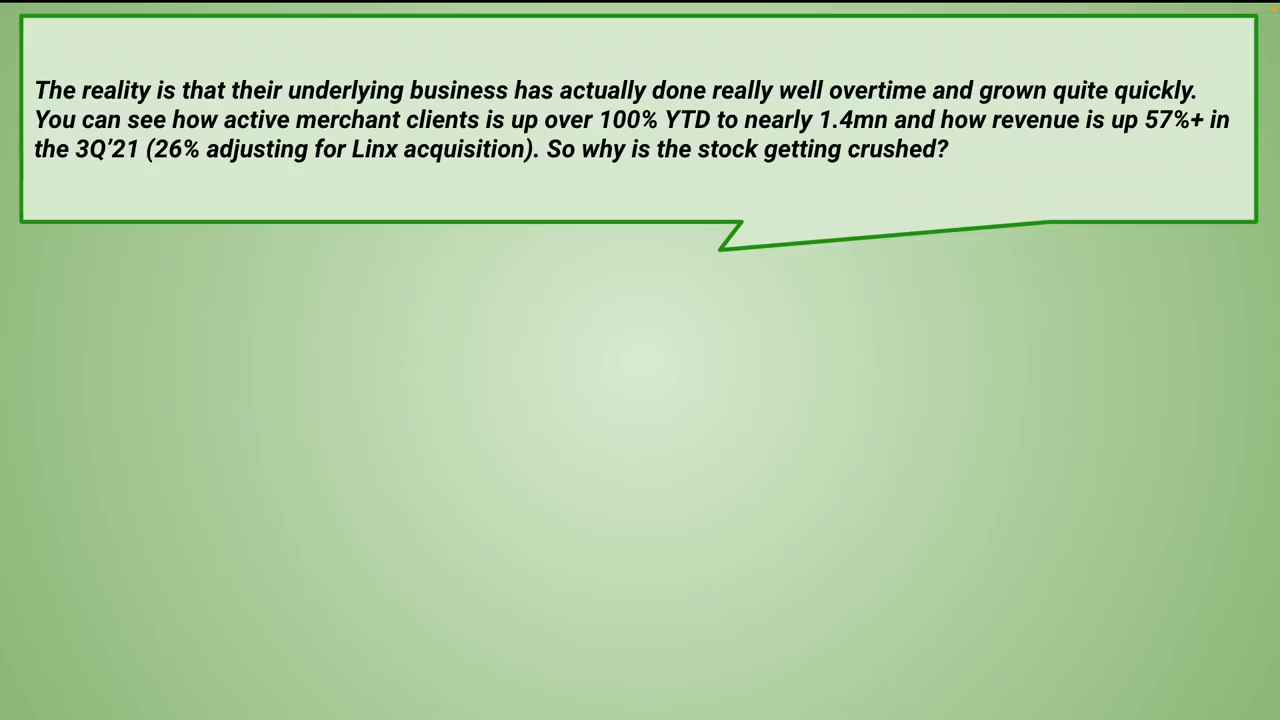 The reality is that their underlying business has actually done really well overtime and grown quite quickly.
You can see how active merchant clients is up over 100% YTD to nearly 1.4mn and how revenue is up 57%+ in
the 3Q’21 (26% adjusting for Linx acquisition). So why is the stock getting crushed?